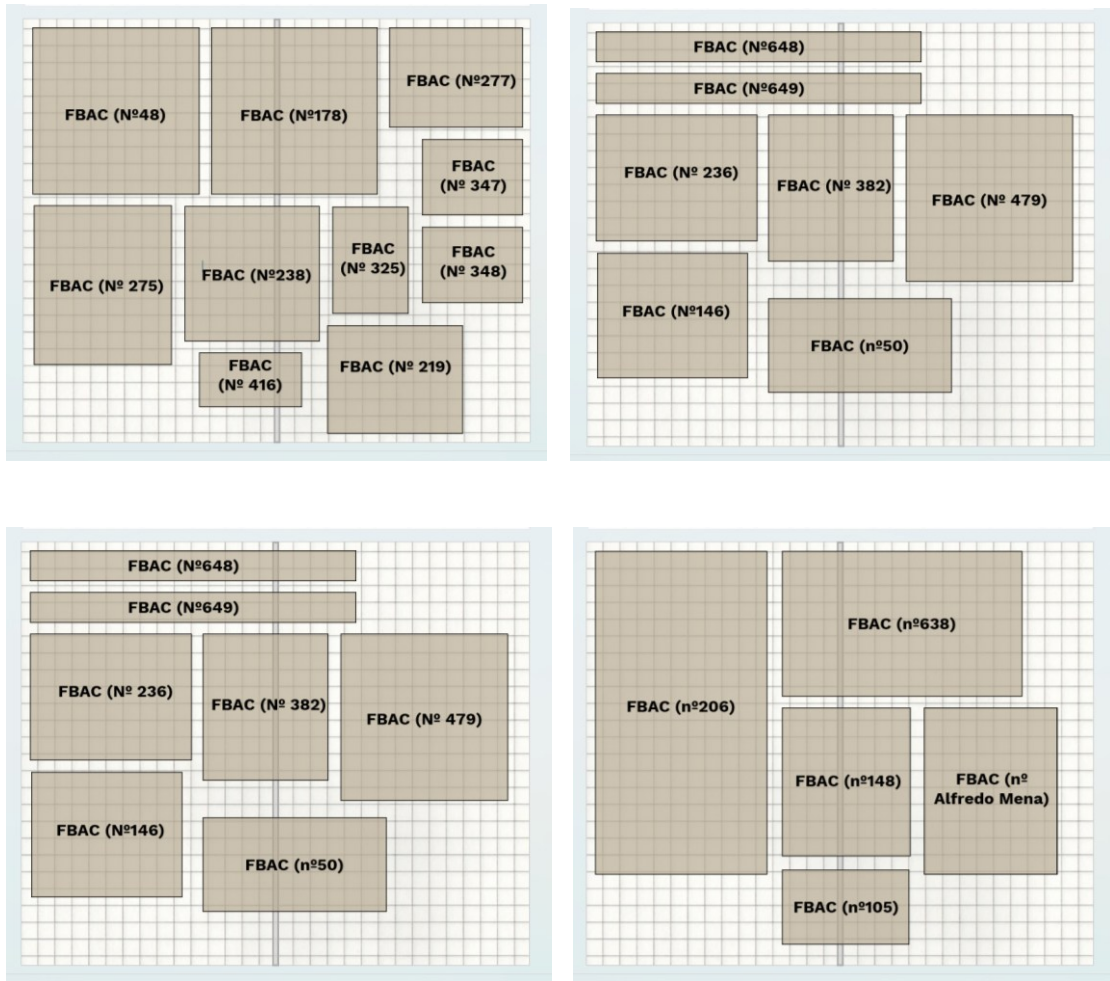 FBAC (Nº48)
FBAC (Nº178)
FBAC (Nº277)
FBAC
(Nº 347)
FBAC (Nº 275)
FBAC (Nº238)
FBAC
(Nº 325)
FBAC
(Nº 348)
FBAC
(Nº 416)
FBAC (Nº 219)
FBAC (Nº648)
FBAC (Nº649)
FBAC (Nº 236)
FBAC (Nº 382)
FBAC (Nº 479)
FBAC (Nº146)
FBAC (nº50)
FBAC (Nº648)
FBAC (Nº649)
FBAC (Nº 236)
FBAC (Nº 382)
FBAC (Nº 479)
FBAC (Nº146)
FBAC (nº50)
FBAC (nº638)
FBAC (nº206)
FBAC (nº148)
FBAC (nº
Alfredo Mena)
FBAC (nº105)